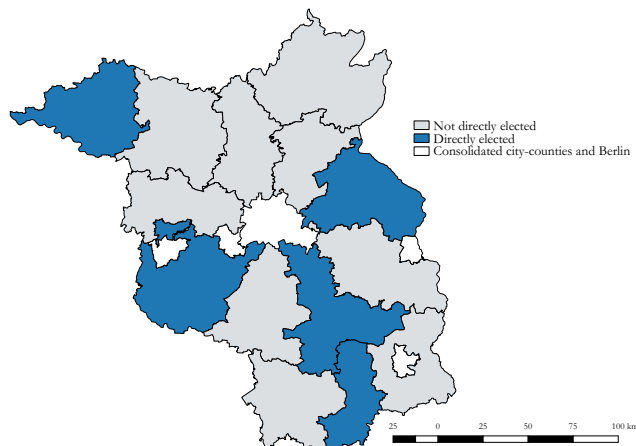 Not directly elected
Directly elected
Consolidated city-counties and Berlin
25 0 25 50 75 100 km